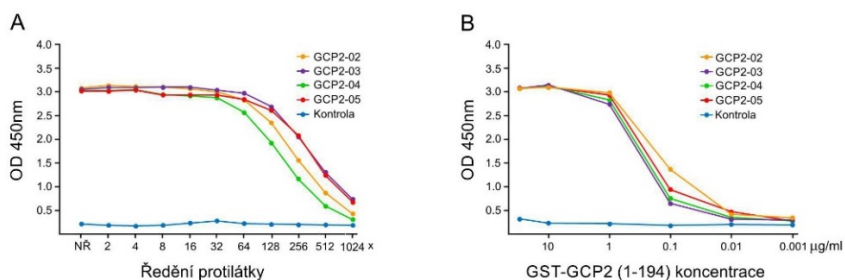 A
OD 450nm
4.0
3.5
3.0
2.5
2.0
1.5
1.0
0.5
GCP2-02
GCP2-03
GCP2-04
GCP2-05
Kontrola
NŘ 2 4 8 16 32 64 128 256 512 1024 x
Ředění protilátky
B
OD 450nm
4.0
3.5
3.0
2.5
2.0
1.5
1.0
0.5
GCP2-02
GCP2-03
GCP2-04
GCP2-05
Kontrola
10 1 0.1 0.01 0.001 µg/ml
GST-GCP2 (1-194) koncentrace